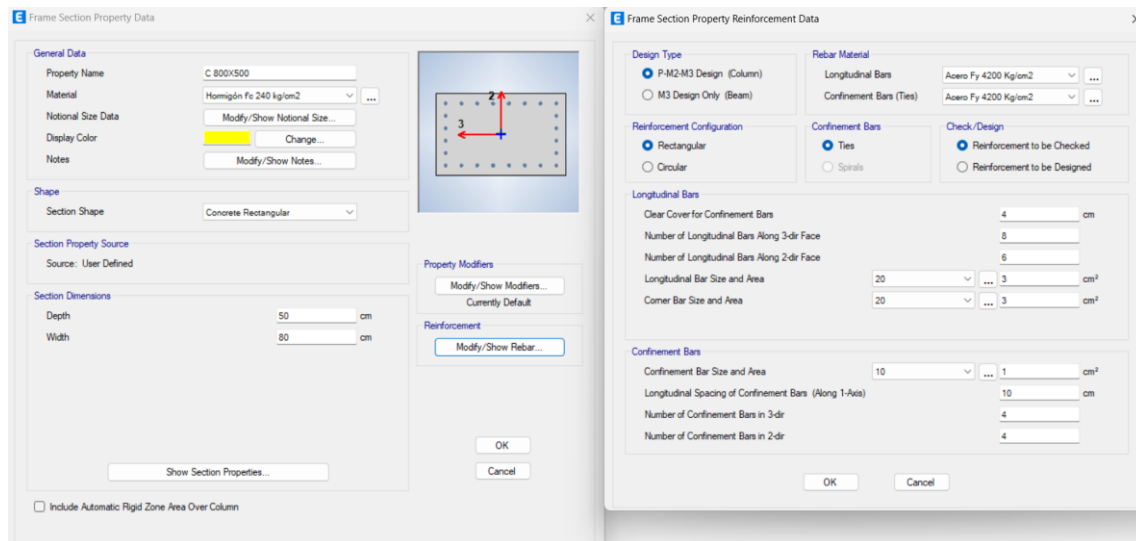 E Frame Section Property Data
General Data
Property Name C 800X500
Material Hormigón f'c 240 kg/cm2 ...
Notional Size Data Modify/Show Notional Size...
Display Color Change...
Notes Modify/Show Notes...
2
3
Shape
Section Shape Concrete Rectangular
Section Property Source
Source: User Defined
Property Modifiers
Modify/Show Modifiers...
Currently Default
Section Dimensions
Depth 50 cm
Width 80 cm
Reinforcement
Modify/Show Rebar...
OK
Cancel
Show Section Properties...
Include Automatic Rigid Zone Area Over Column
E Frame Section Property Reinforcement Data
Design Type
P-M2-M3 Design (Column)
M3 Design Only (Beam)
Rebar Material
Longitudinal Bars Acero Fy 4200 Kg/cm2 ...
Confinement Bars (Ties) Acero Fy 4200 Kg/cm2 ...
Reinforcement Configuration
Rectangular
Circular
Confinement Bars
Ties
Spirals
Check/Design
Reinforcement to be Checked
Reinforcement to be Designed
Longitudinal Bars
Clear Cover for Confinement Bars 4 cm
Number of Longitudinal Bars Along 3-dir Face 8
Number of Longitudinal Bars Along 2-dir Face 6
Longitudinal Bar Size and Area 20 ... 3 cm²
Corner Bar Size and Area 20 ... 3 cm²
Confinement Bars
Confinement Bar Size and Area 10 ... 1 cm²
Longitudinal Spacing of Confinement Bars (Along 1-Axis) 10 cm
Number of Confinement Bars in 3-dir 4
Number of Confinement Bars in 2-dir 4
OK Cancel